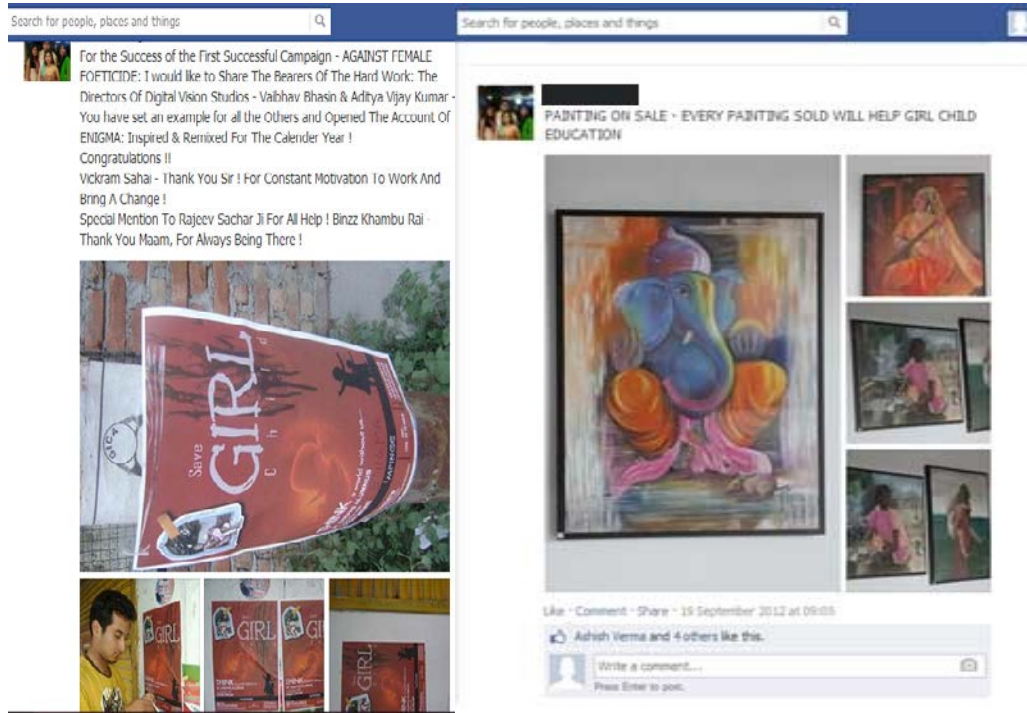 Search for people, places and things
For the Success of the First Successful Campaign - AGAINST FEMALE
FOETICIDE: I would like to Share The Bearers Of The Hard Work: The
Directors Of Digital Vision Studios - Vaibhav Bhasin & Aditya Vijay Kumar -
You have set an example for all the Others and Opened The Account Of
ENIGMA: Inspired & Remixed For The Calender Year !
Congratulations !!
Vickram Sahai - Thank You Sir ! For Constant Motivation To Work And
Bring A Change !
Special Mention To Rajeev Sachar Ji For All Help ! Binzz Khambu Rai -
Thank You Maam, For Always Being There !
Save
GIRL
Child
THINK
GIRL
THINK
GIRL
THINK
GI
GIRL
Search for people, places and things
PAINTING ON SALE - EVERY PAINTING SOLD WILL HELP GIRL CHILD
EDUCATION
Like · Comment · Share · 19 September 2012 at 09:05
Ashish Verma and 4 others like this.
Write a comment...
Press Enter to post.